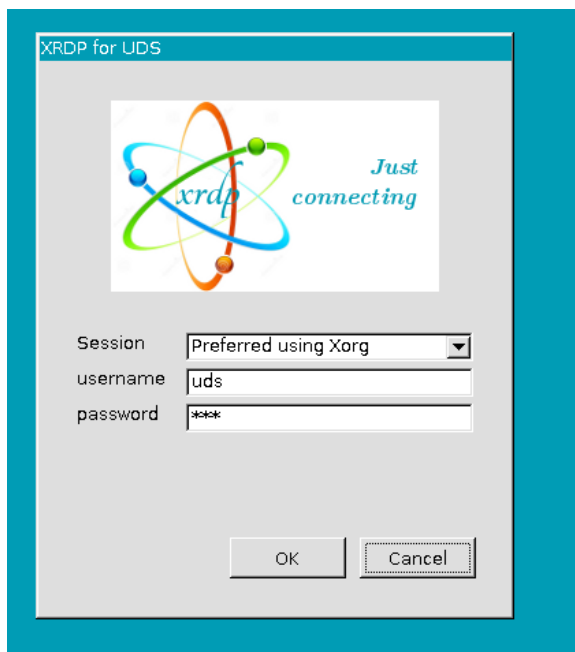 XRDP for UDS
xrdp
Just
connecting
Session Preferred using Xorg
username uds
password ***
OK Cancel